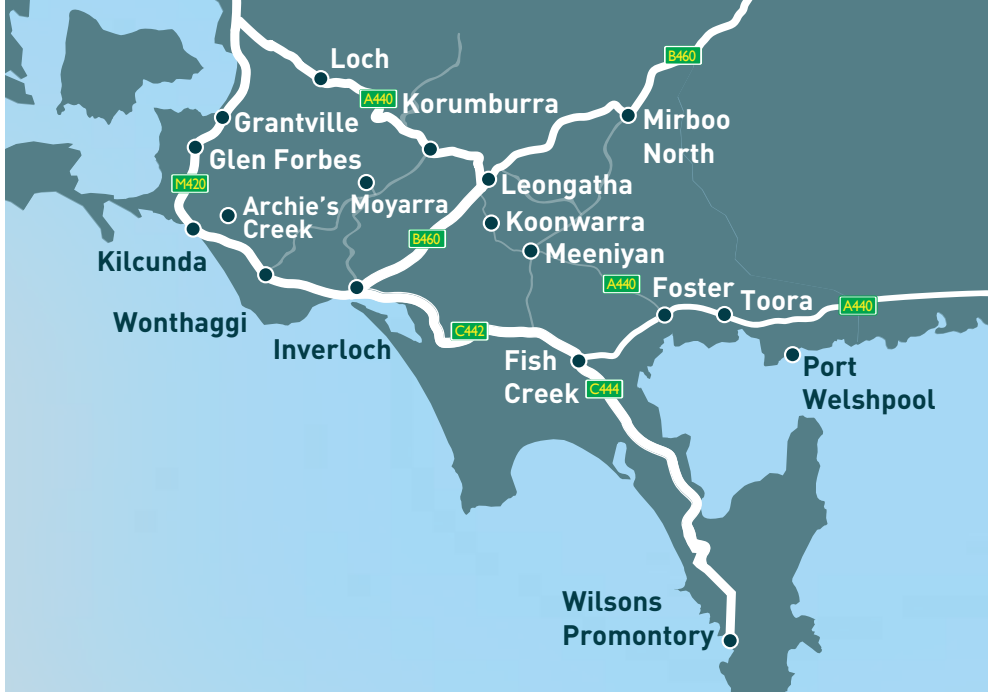 B460
Loch
A440
Korumburra
Grantville
Mirboo
North
Glen Forbes
M420
Leongatha
Archie's
Creek
Moyarra
Koonwarra
B460
Meeniyan
Kilcunda
A440
Foster
Toora
A440
Wonthaggi
C442
Inverloch
Fish
Creek
C444
Port
Welshpool
Wilsons
Promontory